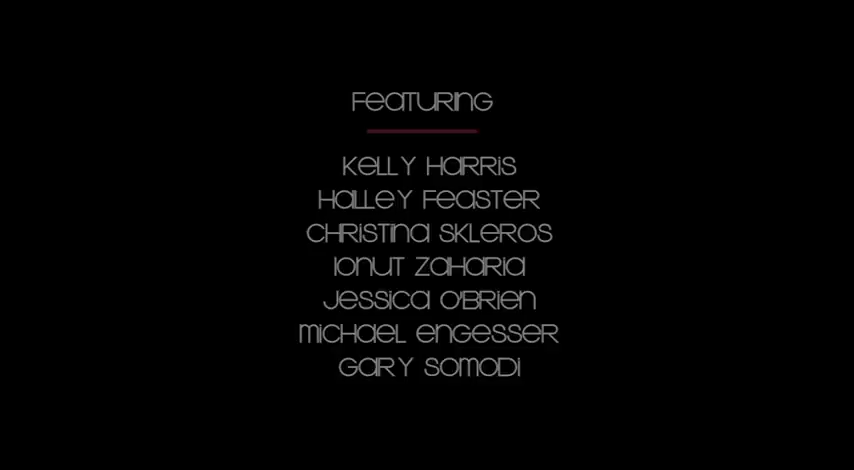 FEATURING
KELLY HARRIS
HALLEY FEASTER
CHRISTINA SKLEROS
IONUT ZAHARIA
JESSICA O'BRIEN
MICHAEL ENGESSER
GARY SOMODI